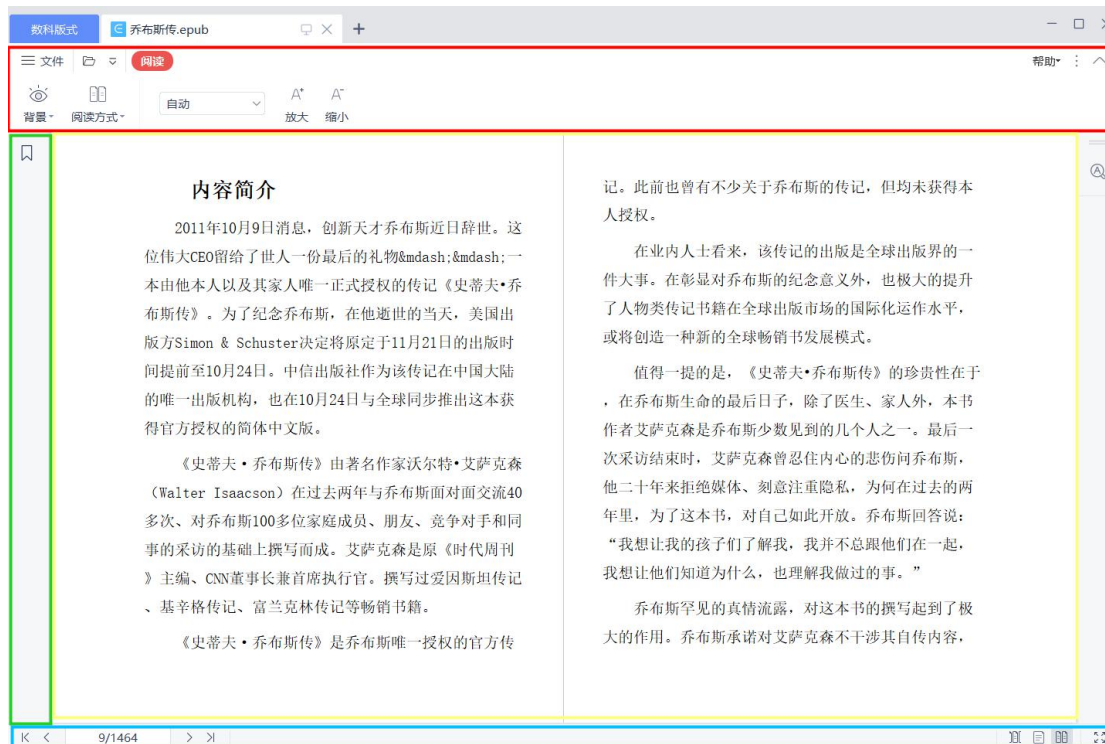 数科版式
乔布斯传.epub
文件
阅读
帮助
背景
阅读方式
自动
A+
放大
A-
缩小
内容简介
2011年10月9日消息，创新天才乔布斯近日辞世。这
位伟大CEO留给了世人一份最后的礼物&mdash;&mdash;一
本由他本人以及其家人唯一正式授权的传记《史蒂夫•乔
布斯传》。为了纪念乔布斯，在他逝世的当天，美国出
版方Simon & Schuster决定将原定于11月21日的出版时
间提前至10月24日。中信出版社作为该传记在中国大陆
的唯一出版机构，也在10月24日与全球同步推出这本获
得官方授权的简体中文版。
《史蒂夫•乔布斯传》由著名作家沃尔特•艾萨克森
（Walter Isaacson）在过去两年与乔布斯面对面交流40
多次、对乔布斯100多位家庭成员、朋友、竞争对手和同
事的采访的基础上撰写而成。艾萨克森是原《时代周刊
》主编、CNN董事长兼首席执行官。撰写过爱因斯坦传记
、基辛格传记、富兰克林传记等畅销书籍。
《史蒂夫•乔布斯传》是乔布斯唯一授权的官方传
记。此前也曾有不少关于乔布斯的传记，但均未获得本
人授权。
在业内人士看来，该传记的出版是全球出版界的一
件大事。在彰显对乔布斯的纪念意义外，也极大的提升
了人物类传记书籍在全球出版市场的国际化运作水平，
或将创造一种新的全球畅销书发展模式。
值得一提的是，《史蒂夫•乔布斯传》的珍贵性在于
，在乔布斯生命的最后日子，除了医生、家人外，本书
作者艾萨克森是乔布斯少数见到的几个人之一。最后一
次采访结束时，艾萨克森曾忍住内心的悲伤问乔布斯，
他二十年来拒绝媒体、刻意注重隐私，为何在过去的两
年里，为了这本书，对自己如此开放。乔布斯回答说：
“我想让我的孩子们了解我，我并不总跟他们在一起，
我想让他们知道为什么，也理解我做过的事。”
乔布斯罕见的真情流露，对这本书的撰写起到了极
大的作用。乔布斯承诺对艾萨克森不干涉其自传内容，
9/1464